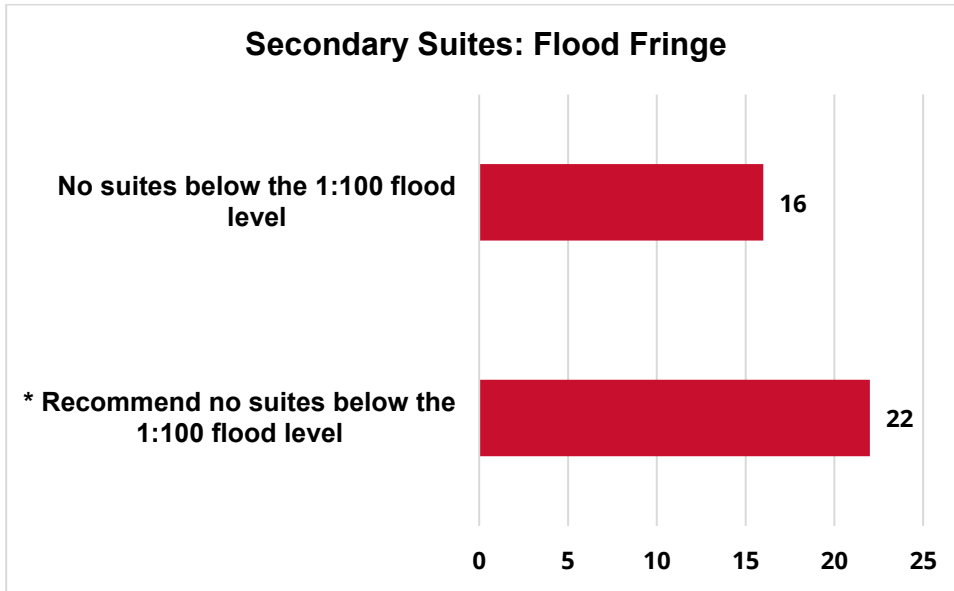 Secondary Suites: Flood Fringe
No suites below the 1:100 flood
level
16
* Recommend no suites below the
1:100 flood level
22
0 5 10 15 20 25